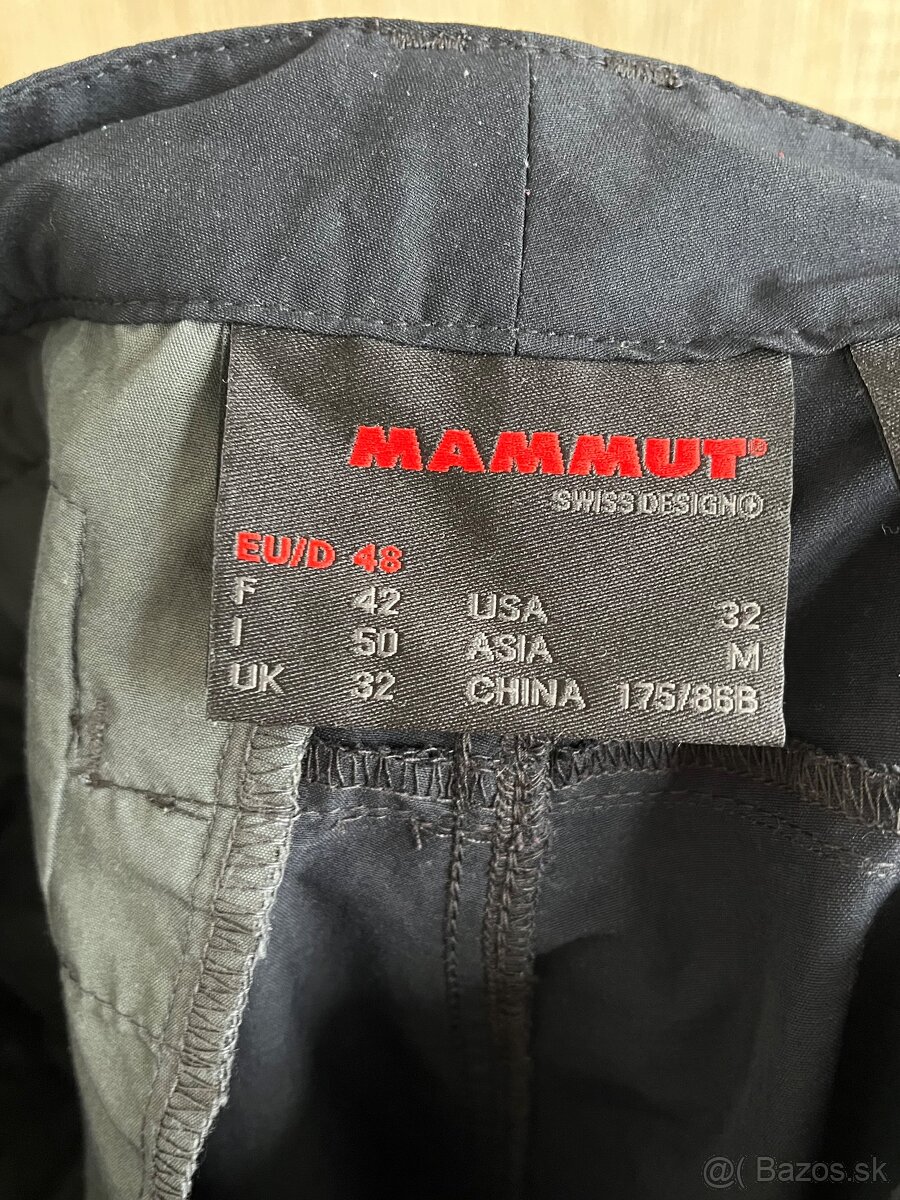 MAMMUT®
SWISS DESIGN
EU/D 48
F 42 USA 32
I 50 ASIA M
UK 32 CHINA 175/86B
@( Bazos.sk